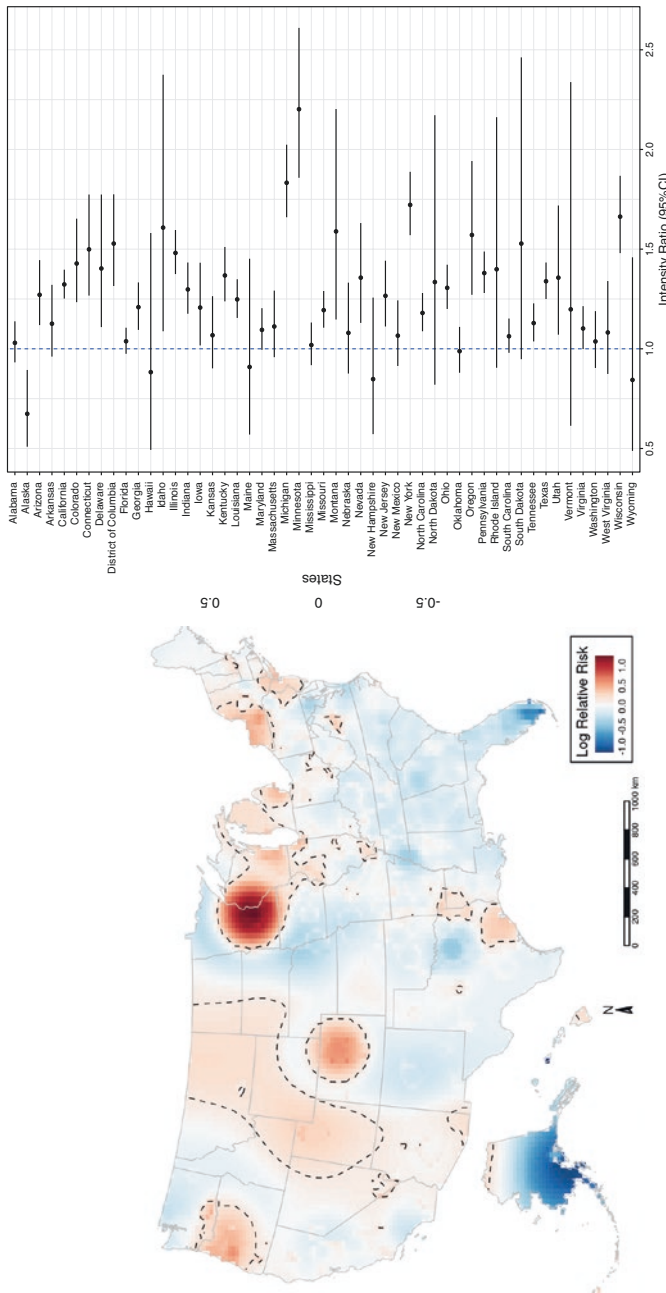 Alabama
Alaska
Arizona
Arkansas
California
Colorado
Connecticut
Delaware
District of Columbia
Florida
Georgia
Hawaii
Idaho
Illinois
Indiana
Iowa
Kansas
Kentucky
Louisiana
Maine
Maryland
Massachusetts
Michigan
Minnesota
Mississippi
Missouri
Montana
Nebraska
Nevada
New Hampshire
New Jersey
New Mexico
New York
North Carolina
North Dakota
Ohio
Oklahoma
Oregon
Pennsylvania
Rhode Island
South Carolina
South Dakota
Tennessee
Texas
Utah
Vermont
Virginia
Washington
West Virginia
Wisconsin
Wyoming
States
0.5
1.0
1.5
2.0
2.5
Intensity Ratio (95%CI)
0.5
0
-0.5
Log Relative Risk
-1.0 -0.5 0.0 0.5 1.0
0 200 400 600 800 1000 km
N